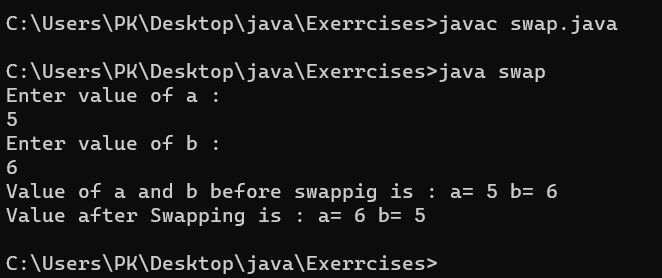 C:\Users\PK\Desktop\java\Exerrcises>javac swap.java
C:\Users\PK\Desktop\java\Exerrcises>java swap
Enter value of a :
5
Enter value of b :
6
Value of a and b before swappig is : a= 5 b= 6
Value after Swapping is : a= 6 b= 5
C:\Users\PK\Desktop\java\Exerrcises>